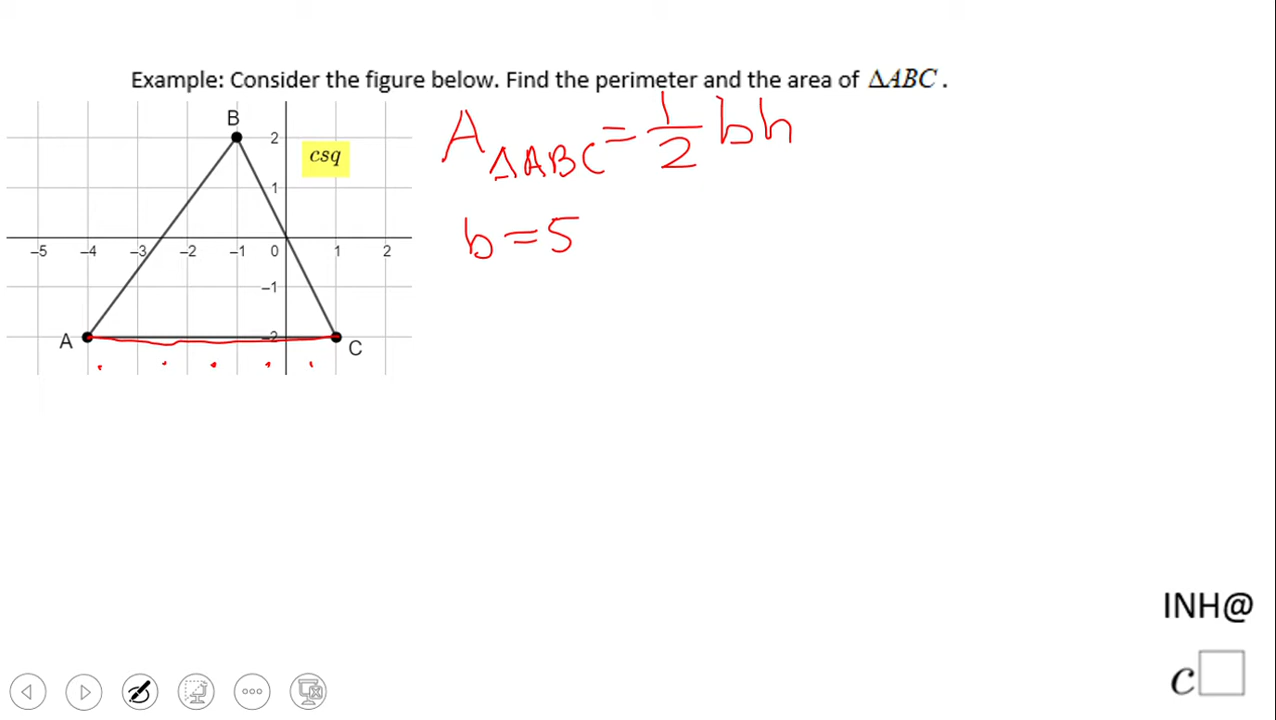 Example: Consider the figure below. Find the perimeter and the area of ΔABC .
A ΔABC = 1/2 bh
B
2
csq
1
b = 5
–5 –4 –3 –2 –1 0 1 2
–1
–2
A
C
INH@
c